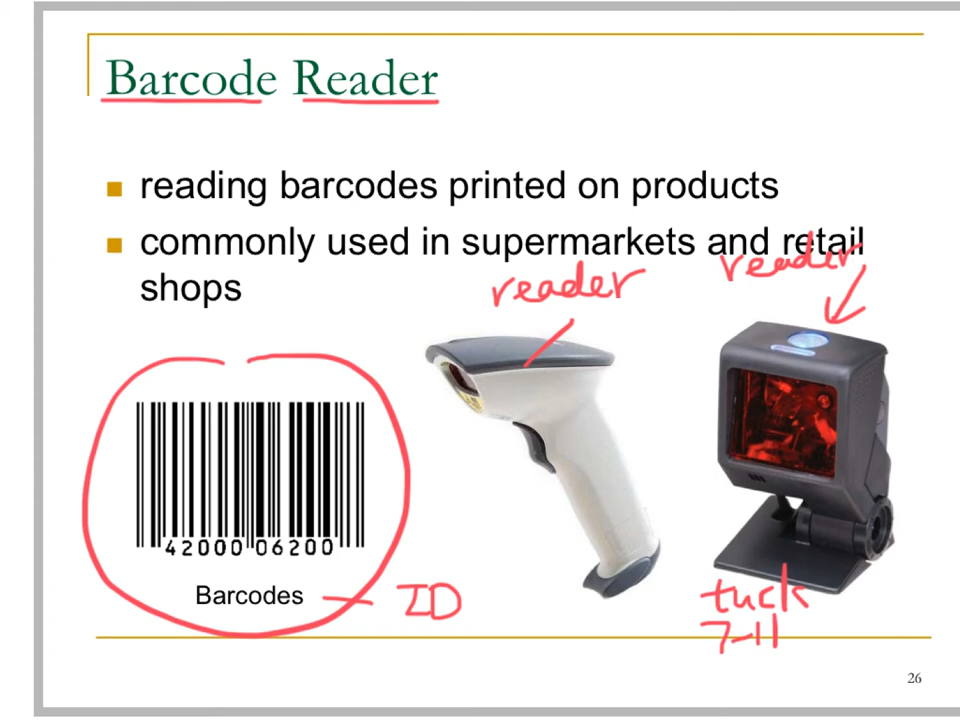 Barcode Reader
reading barcodes printed on products
commonly used in supermarkets and retail
shops
reader
reader
42000 06200
Barcodes
ID
tuck
7-11
26